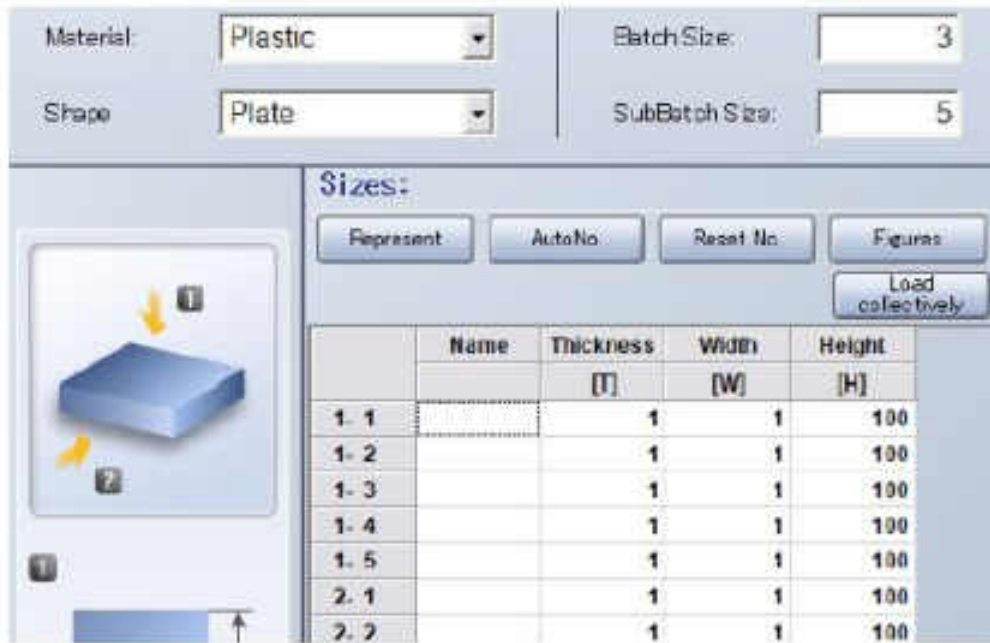 Material: Plastic Batch Size: 3
Shape Plate SubBatch Size: 5
Sizes:
Represent AutoNo. Reset No. Figures
Load
collectively
1
2
Name Thickness Width Height
[T] [W] [H]
1- 1 1 1 100
1- 2 1 1 100
1- 3 1 1 100
1- 4 1 1 100
1- 5 1 1 100
2- 1 1 1 100
2- 2 1 1 100
1